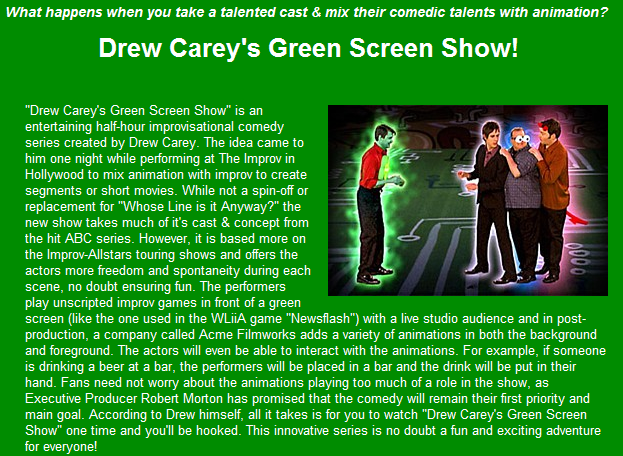 What happens when you take a talented cast & mix their comedic talents with animation?
Drew Carey's Green Screen Show!
"Drew Carey's Green Screen Show" is an
entertaining half-hour improvisational comedy
series created by Drew Carey. The idea came to
him one night while performing at The Improv in
Hollywood to mix animation with improv to create
segments or short movies. While not a spin-off or
replacement for "Whose Line is it Anyway?" the
new show takes much of it's cast & concept from
the hit ABC series. However, it is based more on
the Improv-Allstars touring shows and offers the
actors more freedom and spontaneity during each
scene, no doubt ensuring fun. The performers
play unscripted improv games in front of a green
screen (like the one used in the WLiiA game "Newsflash") with a live studio audience and in post-
production, a company called Acme Filmworks adds a variety of animations in both the background
and foreground. The actors will even be able to interact with the animations. For example, if someone
is drinking a beer at a bar, the performers will be placed in a bar and the drink will be put in their
hand. Fans need not worry about the animations playing too much of a role in the show, as
Executive Producer Robert Morton has promised that the comedy will remain their first priority and
main goal. According to Drew himself, all it takes is for you to watch "Drew Carey's Green Screen
Show" one time and you'll be hooked. This innovative series is no doubt a fun and exciting adventure
for everyone!